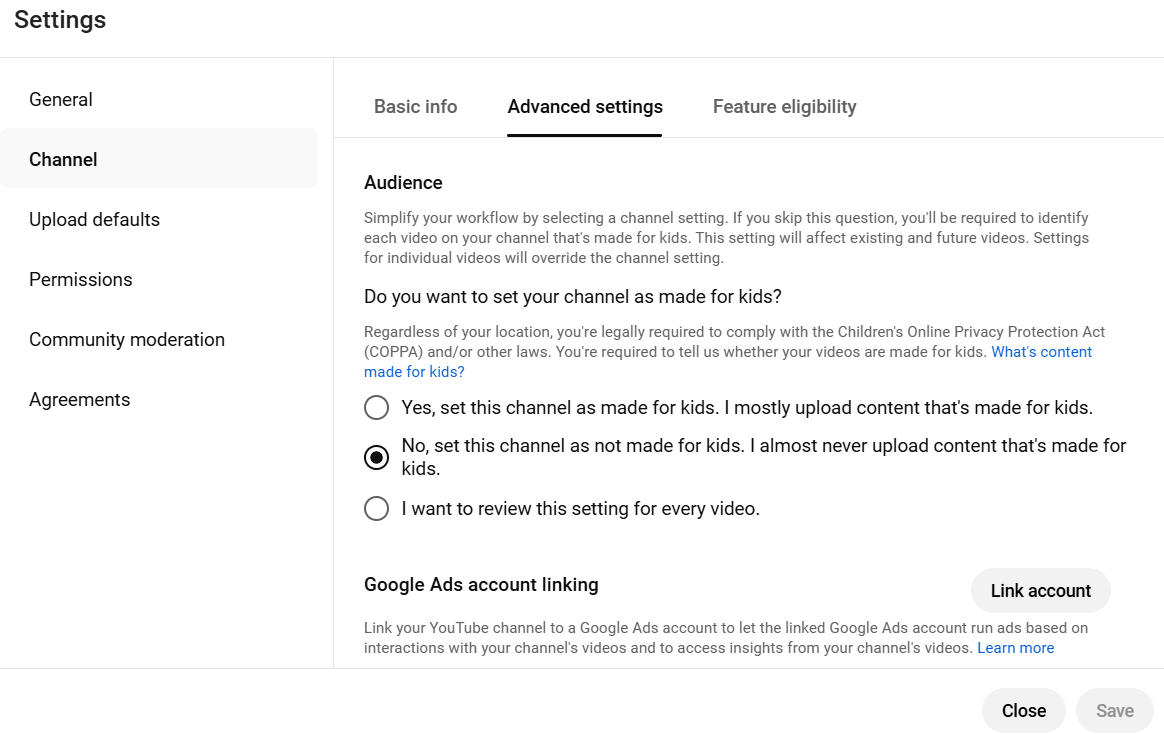 Settings
General
Channel
Upload defaults
Permissions
Community moderation
Agreements
Basic info
Advanced settings
Feature eligibility
Audience
Simplify your workflow by selecting a channel setting. If you skip this question, you'll be required to identify
each video on your channel that's made for kids. This setting will affect existing and future videos. Settings
for individual videos will override the channel setting.
Do you want to set your channel as made for kids?
Regardless of your location, you're legally required to comply with the Children's Online Privacy Protection Act
(COPPA) and/or other laws. You're required to tell us whether your videos are made for kids. What's content
made for kids?
Yes, set this channel as made for kids. I mostly upload content that's made for kids.
No, set this channel as not made for kids. I almost never upload content that's made for
kids.
I want to review this setting for every video.
Google Ads account linking
Link account
Link your YouTube channel to a Google Ads account to let the linked Google Ads account run ads based on
interactions with your channel's videos and to access insights from your channel's videos. Learn more
Close
Save